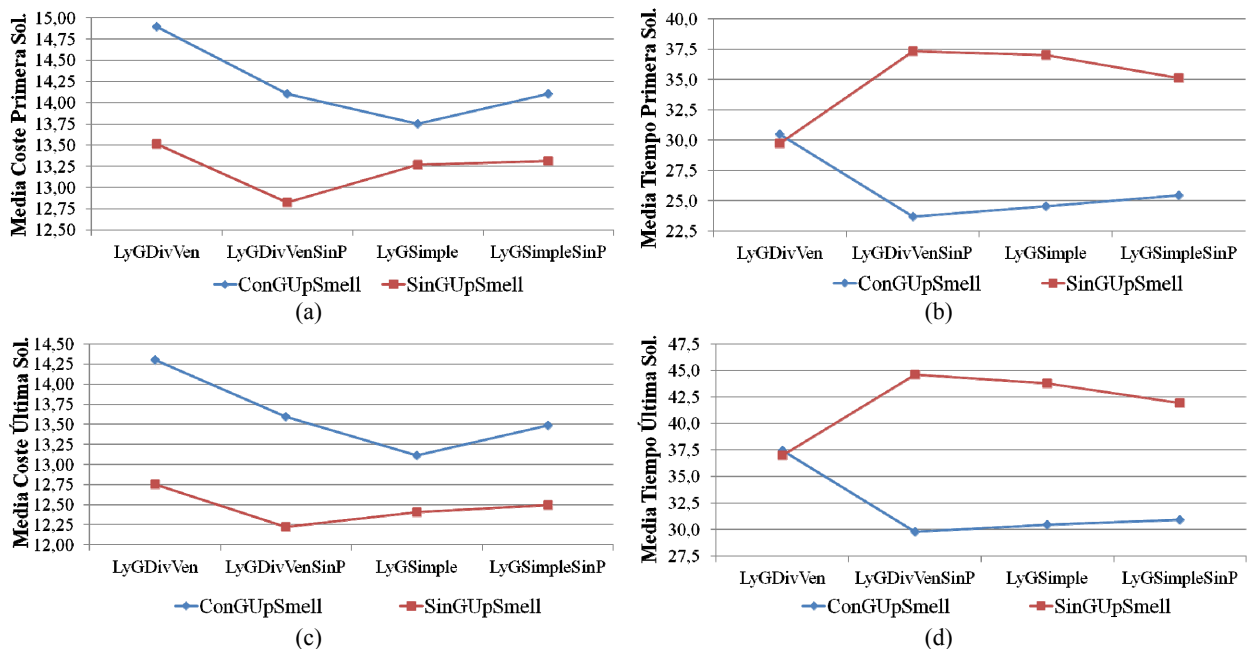 Media Coste Primera Sol.
15,00
14,75
14,50
14,25
14,00
13,75
13,50
13,25
13,00
12,75
12,50
LyGDivVen
LyGDivVenSinP
LyGSimple
LyGSimpleSinP
ConGUpSmell
SinGUpSmell
(a)
Media Tiempo Primera Sol.
40,0
37,5
35,0
32,5
30,0
27,5
25,0
22,5
LyGDivVen
LyGDivVenSinP
LyGSimple
LyGSimpleSinP
ConGUpSmell
SinGUpSmell
(b)
Media Coste Última Sol.
14,50
14,25
14,00
13,75
13,50
13,25
13,00
12,75
12,50
12,25
12,00
LyGDivVen
LyGDivVenSinP
LyGSimple
LyGSimpleSinP
ConGUpSmell
SinGUpSmell
(c)
Media Tiempo Última Sol.
47,5
45,0
42,5
40,0
37,5
35,0
32,5
30,0
27,5
LyGDivVen
LyGDivVenSinP
LyGSimple
LyGSimpleSinP
ConGUpSmell
SinGUpSmell
(d)